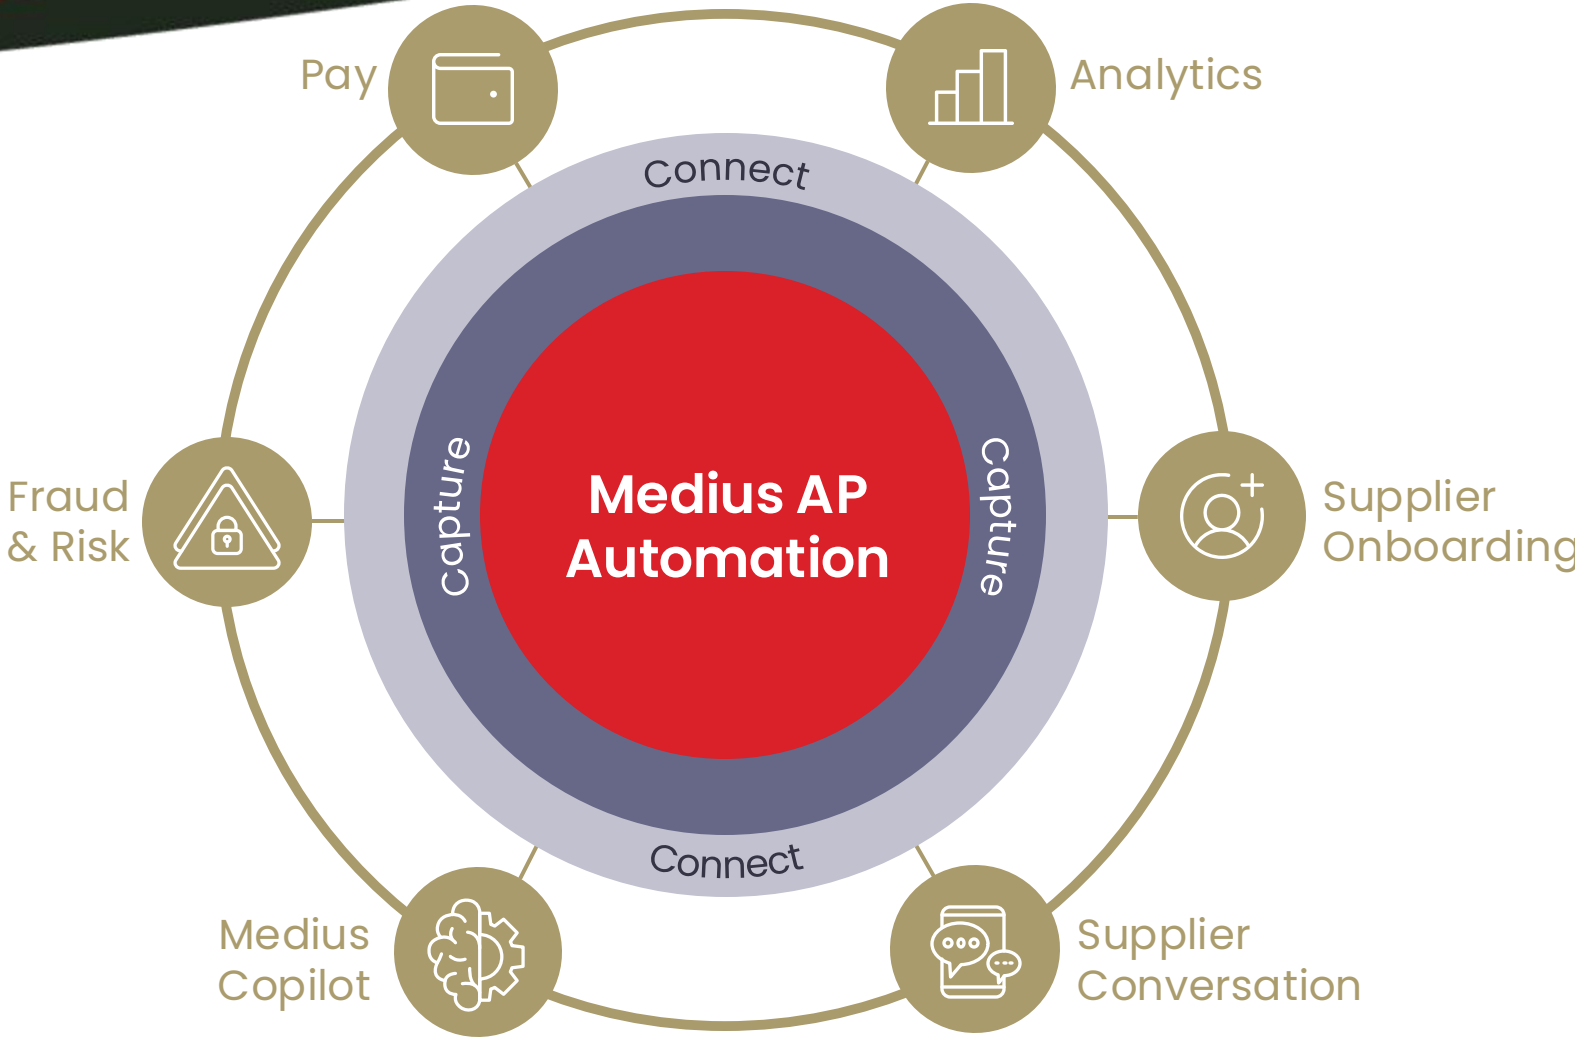 Pay
Analytics
Connect
Capture
Medius AP
Automation
Capture
Fraud
& Risk
Supplier
Onboarding
Connect
Medius
Copilot
Supplier
Conversation